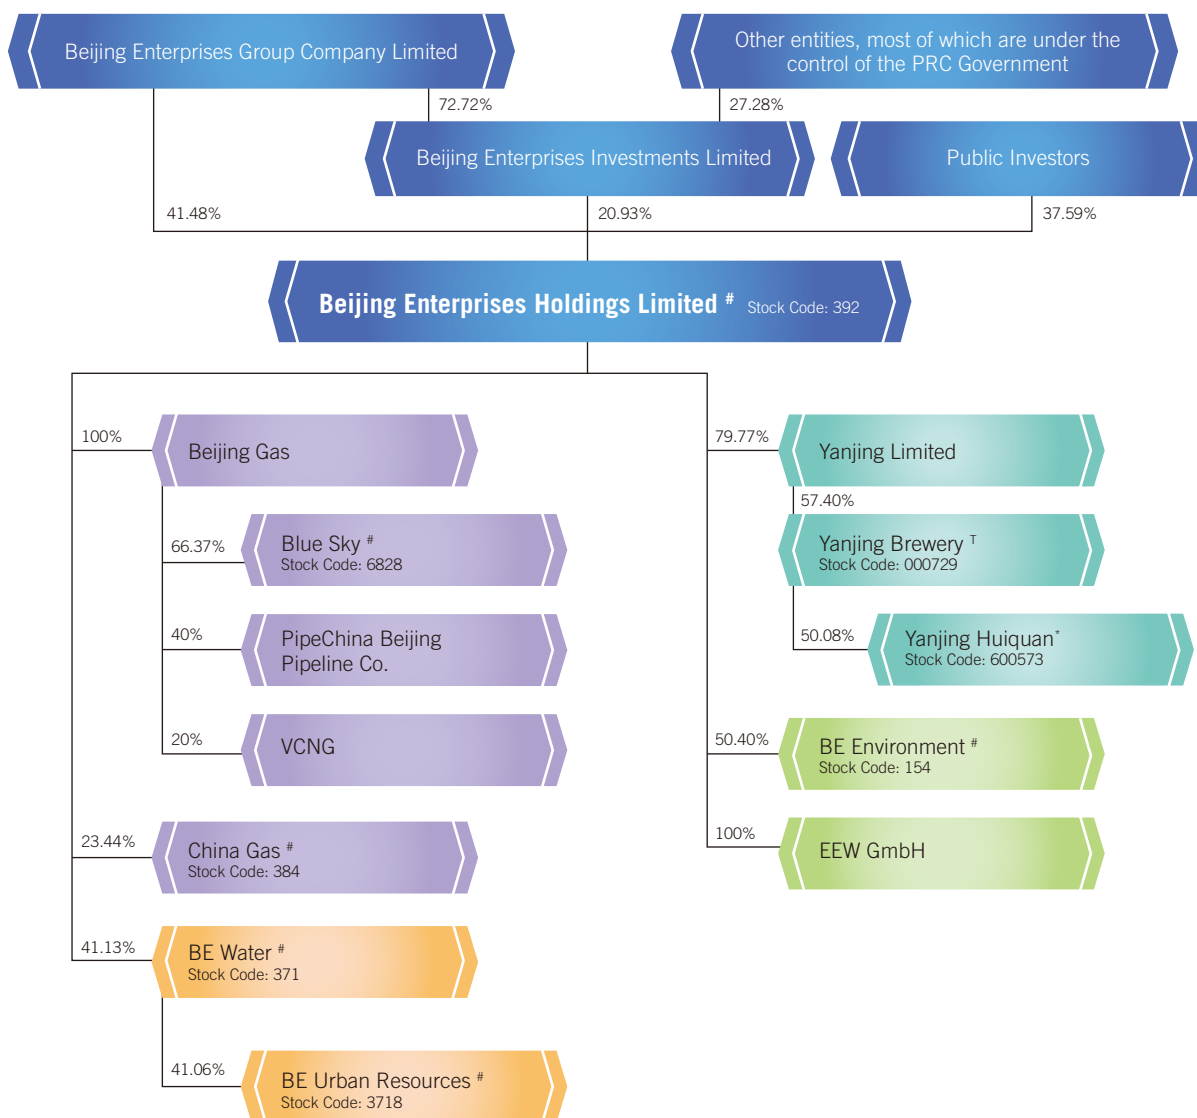 Beijing Enterprises Group Company Limited
Other entities, most of which are under the
control of the PRC Government
72.72%
27.28%
Beijing Enterprises Investments Limited
Public Investors
41.48%
20.93%
37.59%
Beijing Enterprises Holdings Limited # Stock Code: 392
100%
Beijing Gas
66.37%
Blue Sky #
Stock Code: 6828
40%
PipeChina Beijing
Pipeline Co.
20%
VCNG
23.44%
China Gas #
Stock Code: 384
41.13%
BE Water #
Stock Code: 371
41.06%
BE Urban Resources #
Stock Code: 3718
79.77%
Yanjing Limited
57.40%
Yanjing Brewery T
Stock Code: 000729
50.08%
Yanjing Huiquan*
Stock Code: 600573
50.40%
BE Environment #
Stock Code: 154
100%
EEW GmbH